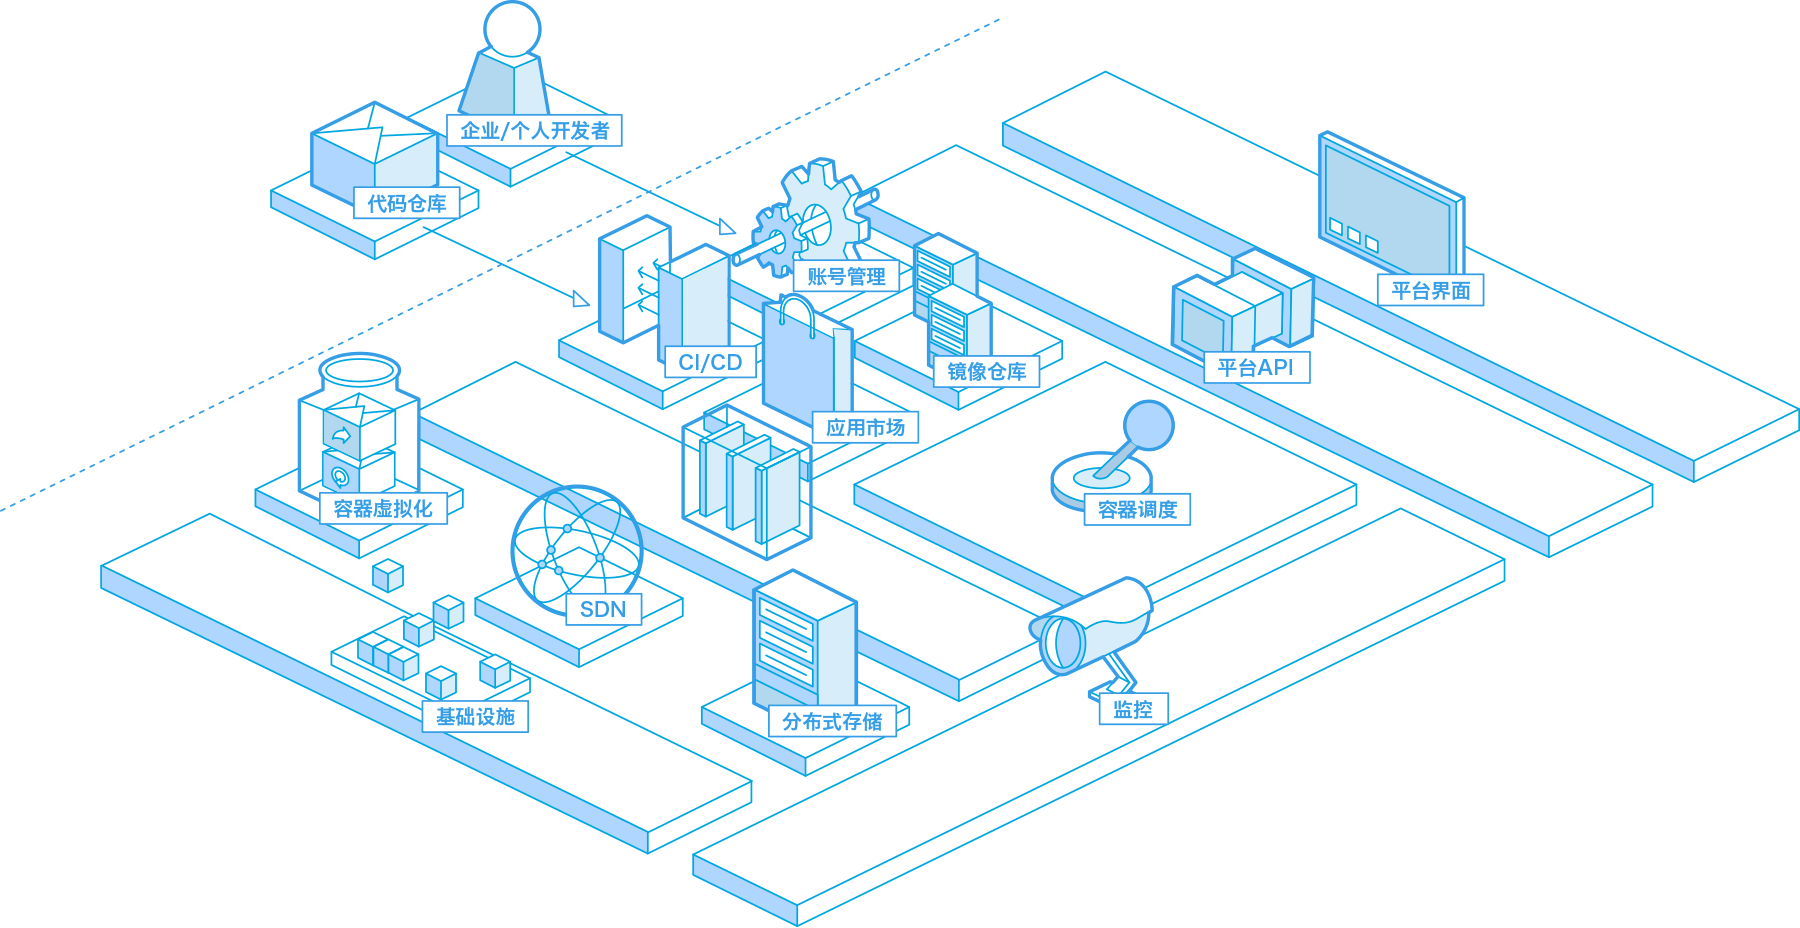 企业/个人开发者
代码仓库
账号管理
平台界面
CI/CD
镜像仓库
平台API
应用市场
容器虚拟化
容器调度
SDN
基础设施
分布式存储
监控